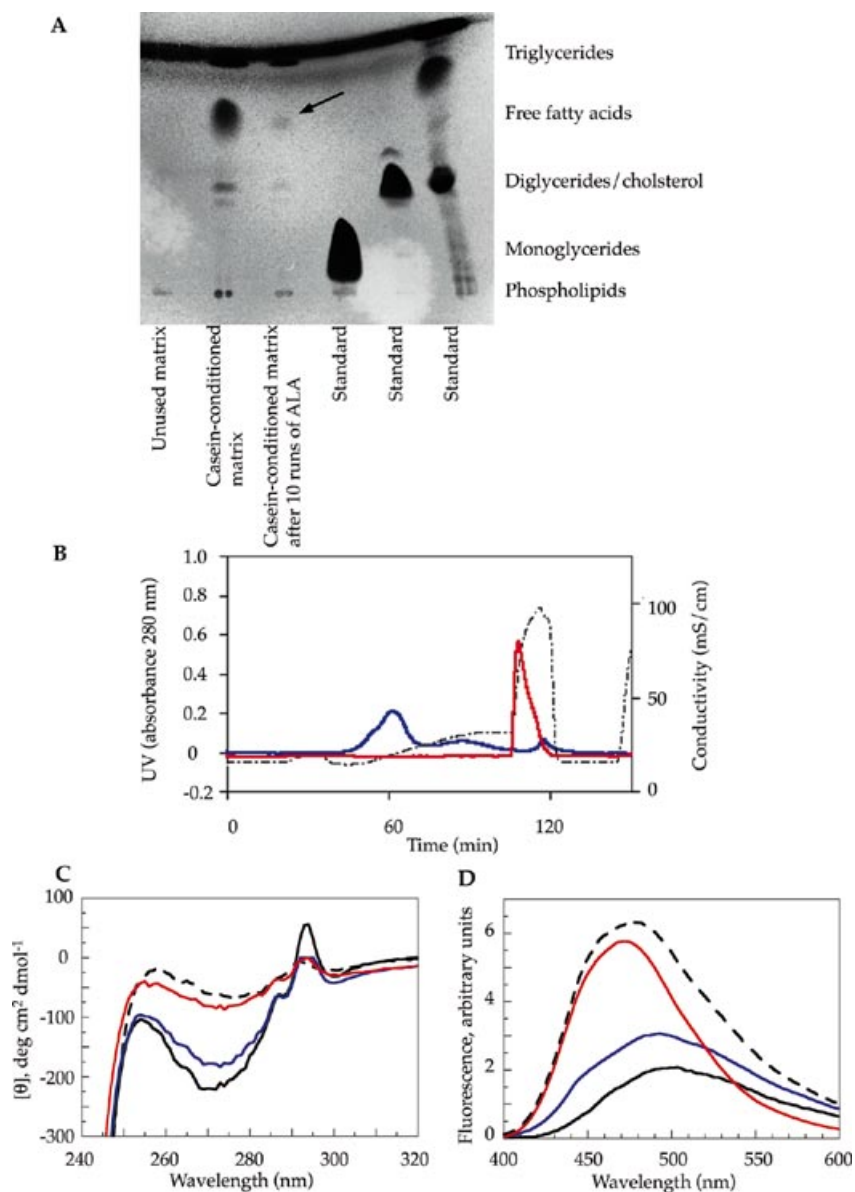 A
Triglycerides
Free fatty acids
Diglycerides/cholsterol
Monoglycerides
Phospholipids
Unused matrix
Casein-conditioned
matrix
Casein-conditioned matrix
after 10 runs of ALA
Standard
Standard
Standard
B
1.0
0.8
0.6
0.4
0.2
0
-0.2
UV (absorbance 280 nm)
100
50
0
Conductivity (mS/cm)
0 60 120
Time (min)
C
100
0
-100
-200
-300
[θ], deg cm2 dmol-1
240 260 280 300 320
Wavelength (nm)
D
6
4
2
0
Fluorescence, arbitrary units
400 450 500 550 600
Wavelength (nm)